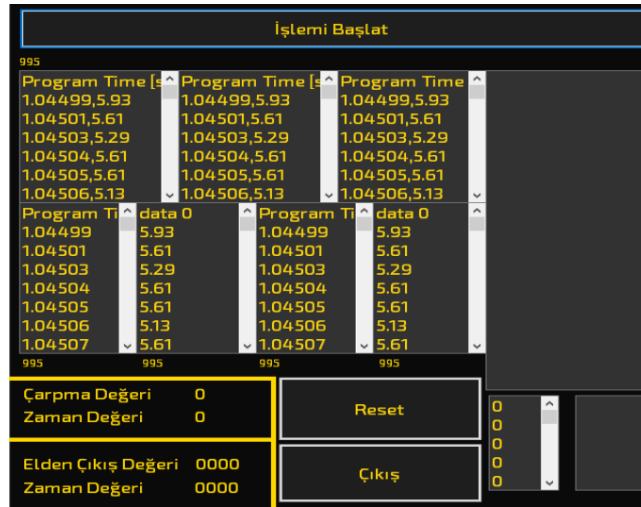 İşlemi Başlat
995
Program Time [s Program Time [s Program Time
1.04499,5.93 1.04499,5.93 1.04499,5.93
1.04501,5.61 1.04501,5.61 1.04501,5.61
1.04503,5.29 1.04503,5.29 1.04503,5.29
1.04504,5.61 1.04504,5.61 1.04504,5.61
1.04505,5.61 1.04505,5.61 1.04505,5.61
1.04506,5.13 1.04506,5.13 1.04506,5.13
Program Ti data 0 Program Ti data 0
1.04499 5.93 1.04499 5.93
1.04501 5.61 1.04501 5.61
1.04503 5.29 1.04503 5.29
1.04504 5.61 1.04504 5.61
1.04505 5.61 1.04505 5.61
1.04506 5.13 1.04506 5.13
1.04507 5.61 1.04507 5.61
995 995 995 995
Çarpma Değeri 0
Zaman Değeri 0
Reset
Elden Çıkış Değeri 0000
Zaman Değeri 0000
Çıkış
0
0
0
0
0